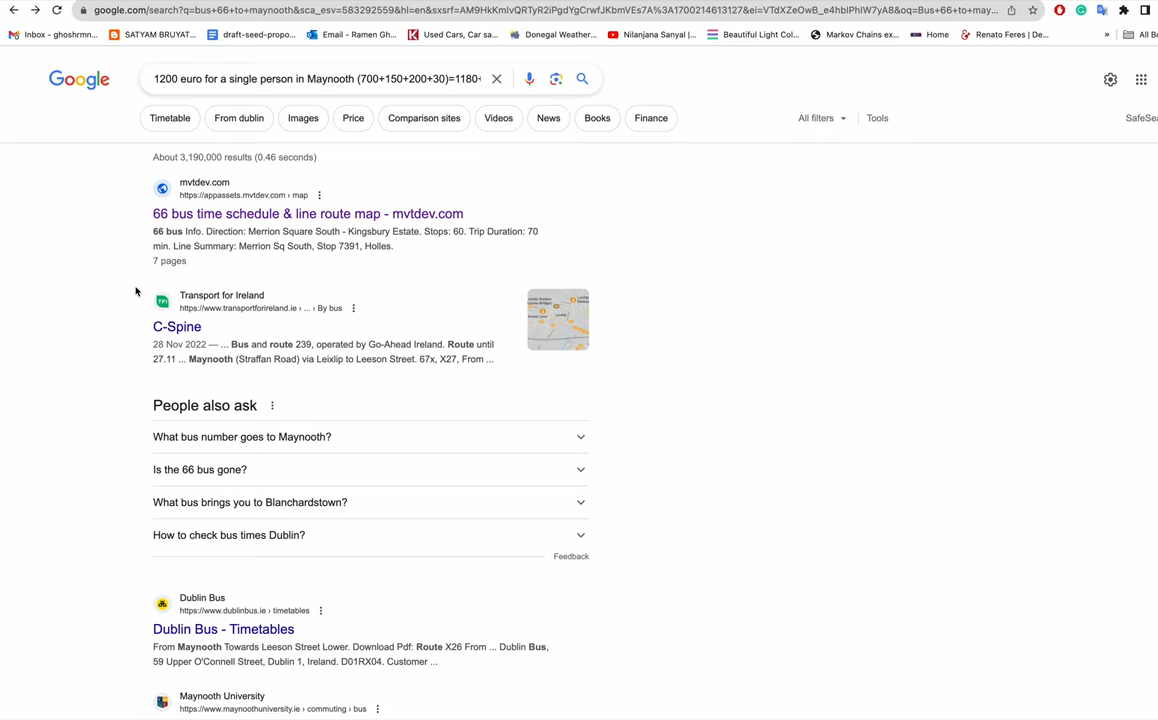 google.com/search?q=bus+66+to+maynooth&sca_esv=583292559&hl=en&sxsrf=AM9HkKmIvQRTyR2iPgdYgCrwfJKbmVEs7A%3A1700214613127&ei=VTdXZeOwB_e4hbIPhIW7yA8&oq=Bus+66+to+may...
Inbox - ghoshrmn...
SATYAM BRUYAT...
draft-seed-propo...
Email - Ramen Gh...
Used Cars, Car sa...
Donegal Weather...
Nilanjana Sanyal |...
Beautiful Light Col...
Markov Chains ex...
Home
Renato Feres | De...
»
All Bo
Google
1200 euro for a single person in Maynooth (700+150+200+30)=1180
Timetable
From dublin
Images
Price
Comparison sites
Videos
News
Books
Finance
All filters
Tools
SafeSea
About 3,190,000 results (0.46 seconds)
mvtdev.com
https://appassets.mvtdev.com › map
66 bus time schedule & line route map - mvtdev.com
66 bus Info. Direction: Merrion Square South - Kingsbury Estate. Stops: 60. Trip Duration: 70
min. Line Summary: Merrion Sq South, Stop 7391, Holles.
7 pages
TFI
Transport for Ireland
https://www.transportforireland.ie › ... › By bus
C-Spine
28 Nov 2022 — ... Bus and route 239, operated by Go-Ahead Ireland. Route until
27.11 ... Maynooth (Straffan Road) via Leixlip to Leeson Street. 67x, X27, From ...
People also ask
What bus number goes to Maynooth?
Is the 66 bus gone?
What bus brings you to Blanchardstown?
How to check bus times Dublin?
Feedback
Dublin Bus
https://www.dublinbus.ie › timetables
Dublin Bus - Timetables
From Maynooth Towards Leeson Street Lower. Download Pdf: Route X26 From ... Dublin Bus,
59 Upper O'Connell Street, Dublin 1, Ireland. D01RX04. Customer ...
Maynooth University
https://www.maynoothuniversity.ie › commuting › bus